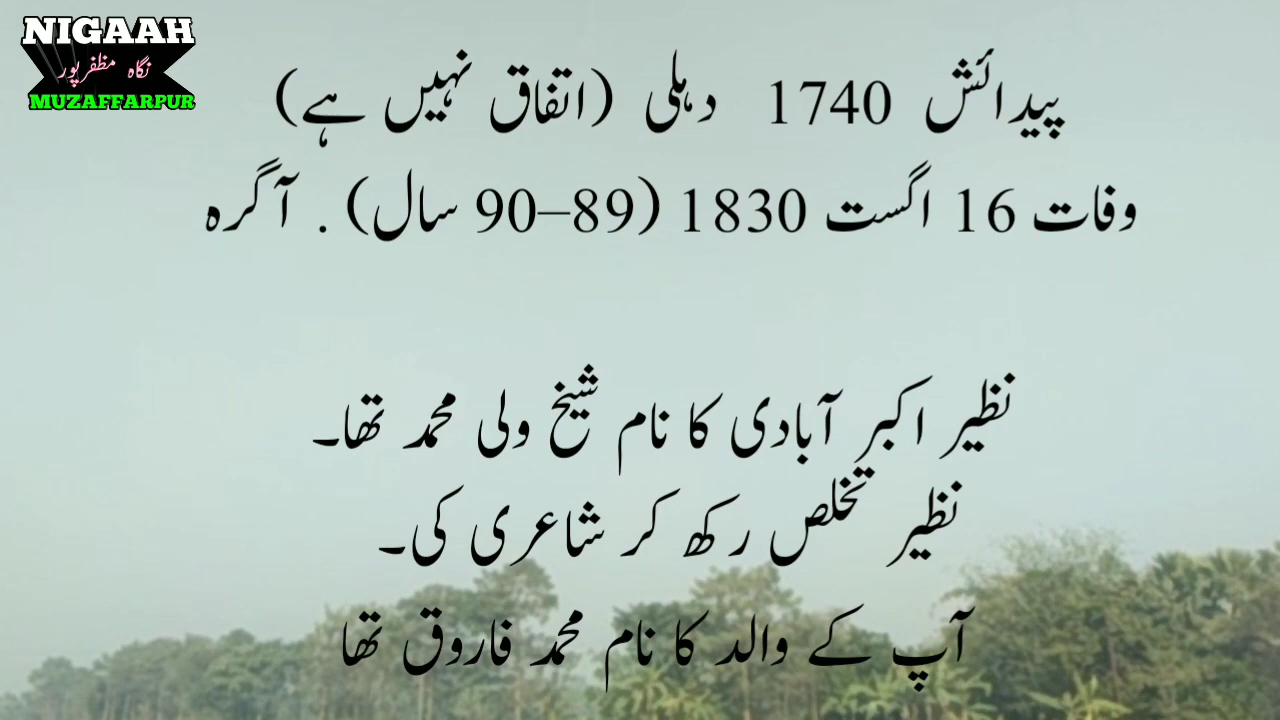 NIGAAH
نگاہ مظفرپور
MUZAFFARPUR
پیدائش 1740 دہلی (اتفاق نہیں ہے)
وفات 16 اگست 1830 (89–90 سال) . آگرہ
نظیر اکبر آبادی کا نام شیخ ولی محمد تھا۔
نظیر تخلص رکھ کر شاعری کی۔
آپ کے والد کا نام محمد فاروق تھا